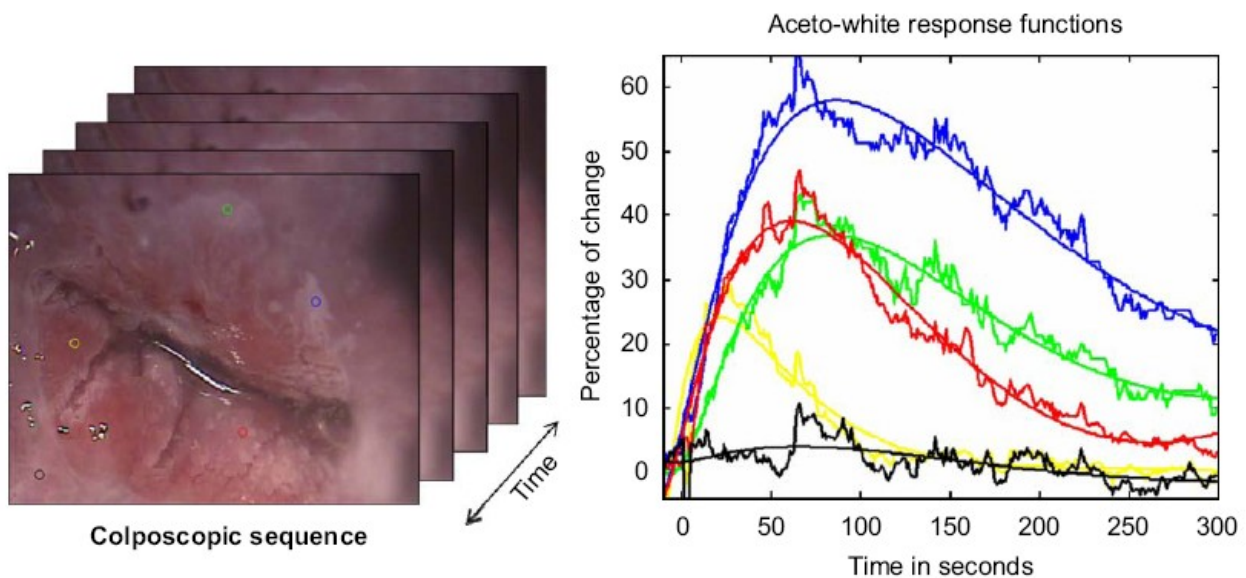 Aceto-white response functions
Percentage of change
60
50
40
30
20
10
0
0 50 100 150 200 250 300
Time in seconds
Time
Colposcopic sequence